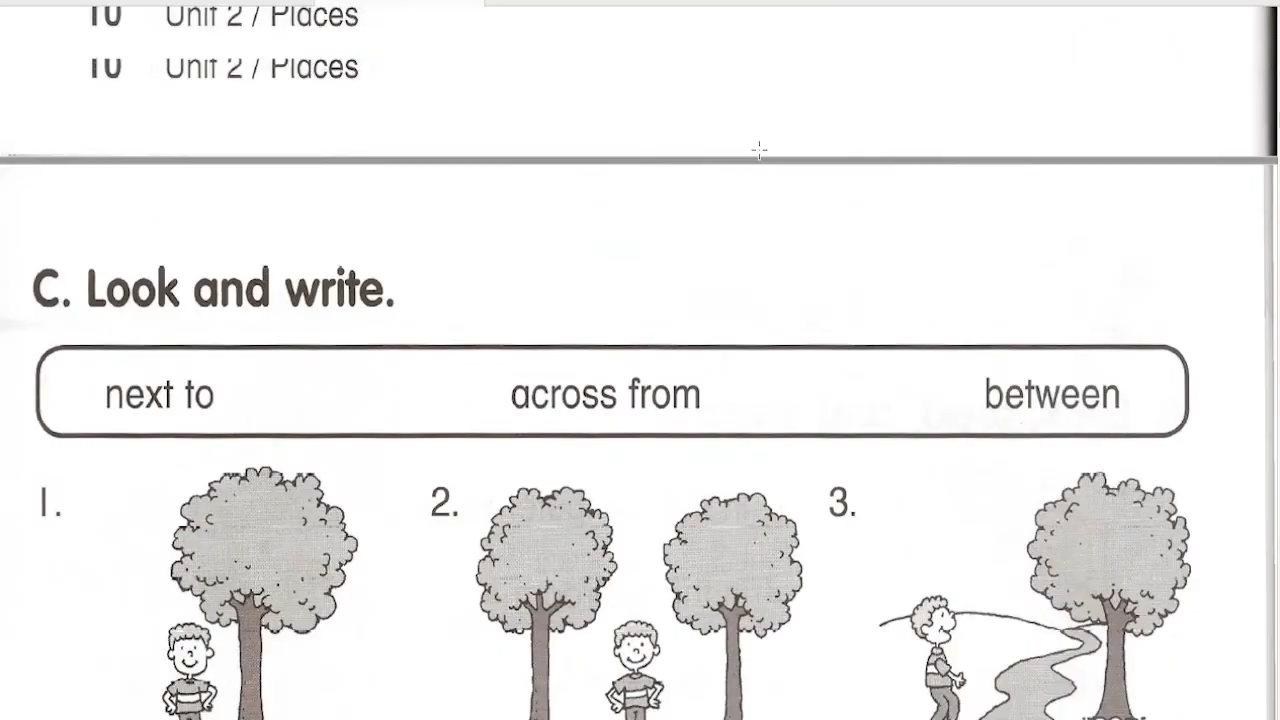 10 Unit 2 / Places
10 Unit 2 / Places
C. Look and write.
next to across from between
1. 2. 3.